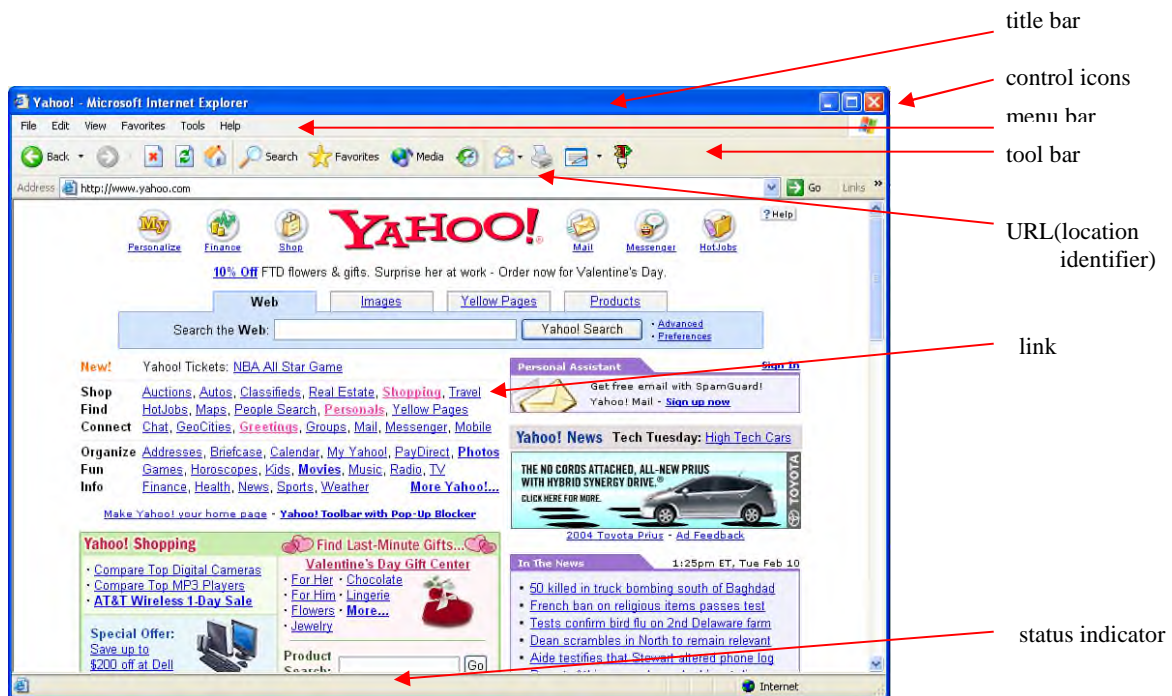 title bar
control icons
menu bar
tool bar
URL(location
identifier)
link
status indicator
Yahoo! - Microsoft Internet Explorer
File Edit View Favorites Tools Help
Back Search Favorites Media
Address http://www.yahoo.com Go Links »
My YAHOO! ? Help
Personalize Finance Shop Mail Messenger HotJobs
10% Off FTD flowers & gifts. Surprise her at work - Order now for Valentine's Day.
Web Images Yellow Pages Products
Search the Web: Yahoo! Search · Advanced
· Preferences
New! Yahoo! Tickets: NBA All Star Game
Shop Auctions, Autos, Classifieds, Real Estate, Shopping, Travel
Find HotJobs, Maps, People Search, Personals, Yellow Pages
Connect Chat, GeoCities, Greetings, Groups, Mail, Messenger, Mobile
Organize Addresses, Briefcase, Calendar, My Yahoo!, PayDirect, Photos
Fun Games, Horoscopes, Kids, Movies, Music, Radio, TV
Info Finance, Health, News, Sports, Weather More Yahoo!...
Make Yahoo! your home page - Yahoo! Toolbar with Pop-Up Blocker
Personal Assistant Sign In
Get free email with SpamGuard!
Yahoo! Mail - Sign up now
Yahoo! News Tech Tuesday: High Tech Cars
THE NO CORDS ATTACHED, ALL-NEW PRIUS
WITH HYBRID SYNERGY DRIVE.®
CLICK HERE FOR MORE.
TOYOTA
2004 Toyota Prius - Ad Feedback
Yahoo! Shopping Find Last-Minute Gifts...
· Compare Top Digital Cameras
· Compare Top MP3 Players
· AT&T Wireless 1-Day Sale
Special Offer:
Save up to
$200 off at Dell
Valentine's Day Gift Center
· For Her · Chocolate
· For Him · Lingerie
· Flowers · More...
· Jewelry
Product
Search: Go
In The News 1:25pm ET, Tue Feb 10
· 50 killed in truck bombing south of Baghdad
· French ban on religious items passes test
· Tests confirm bird flu on 2nd Delaware farm
· Dean scrambles in North to remain relevant
· Aide testifies that Stewart altered phone log
Internet